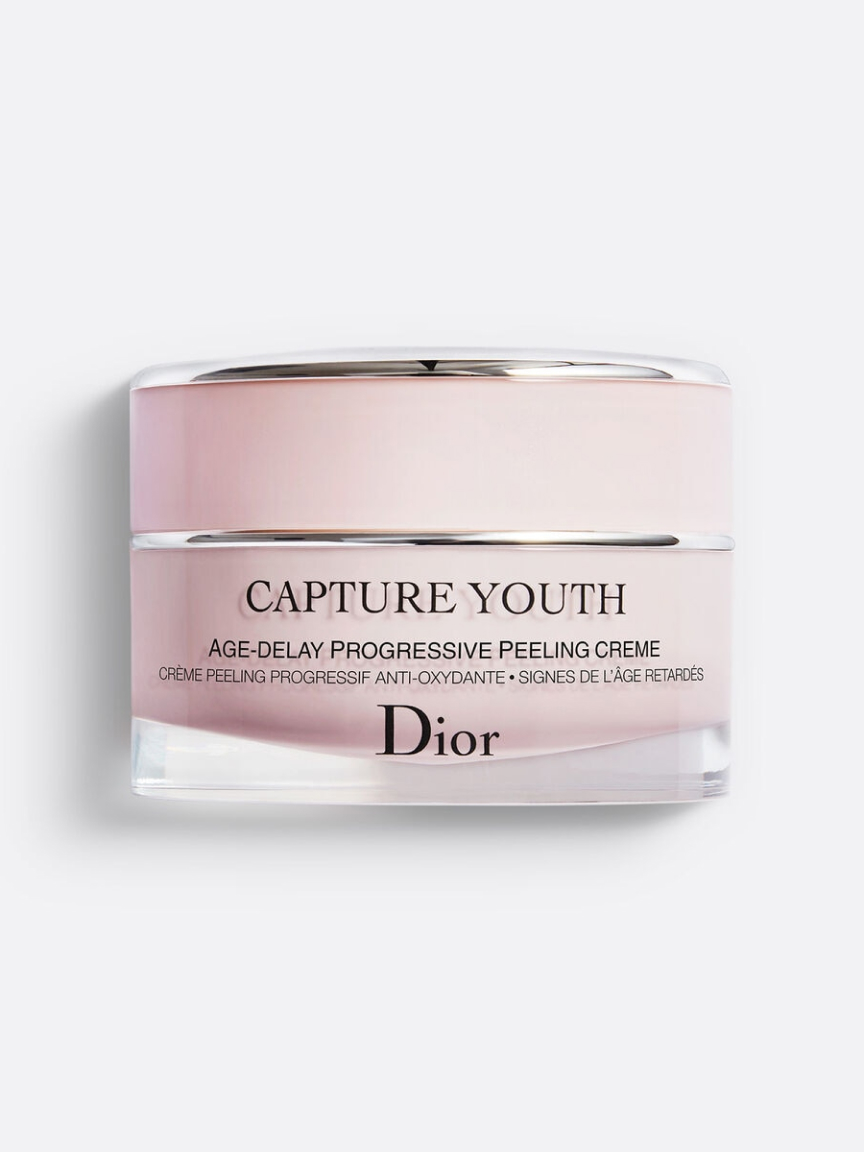 CAPTURE YOUTH
AGE-DELAY PROGRESSIVE PEELING CREME
CRÈME PEELING PROGRESSIF ANTI-OXYDANTE • SIGNES DE L'ÂGE RETARDÉS
Dior